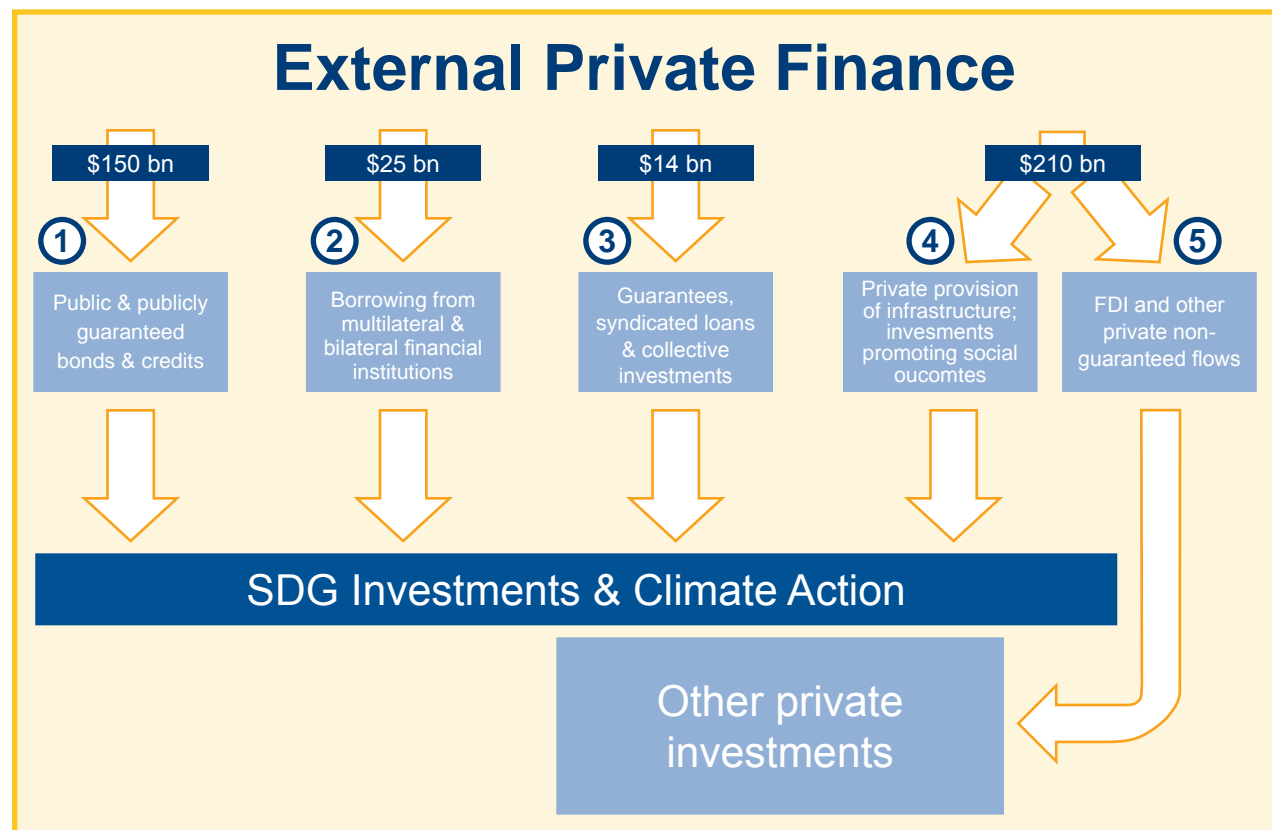 External Private Finance
$150 bn
$25 bn
$14 bn
$210 bn
1
2
3
4
5
Public & publicly
guaranteed
bonds & credits
Borrowing from
multilateral &
bilateral financial
institutions
Guarantees,
syndicated loans
& collective
investments
Private provision
of infrastructure;
invesments
promoting social
oucomtes
FDI and other
private non-
guaranteed flows
SDG Investments & Climate Action
Other private
investments